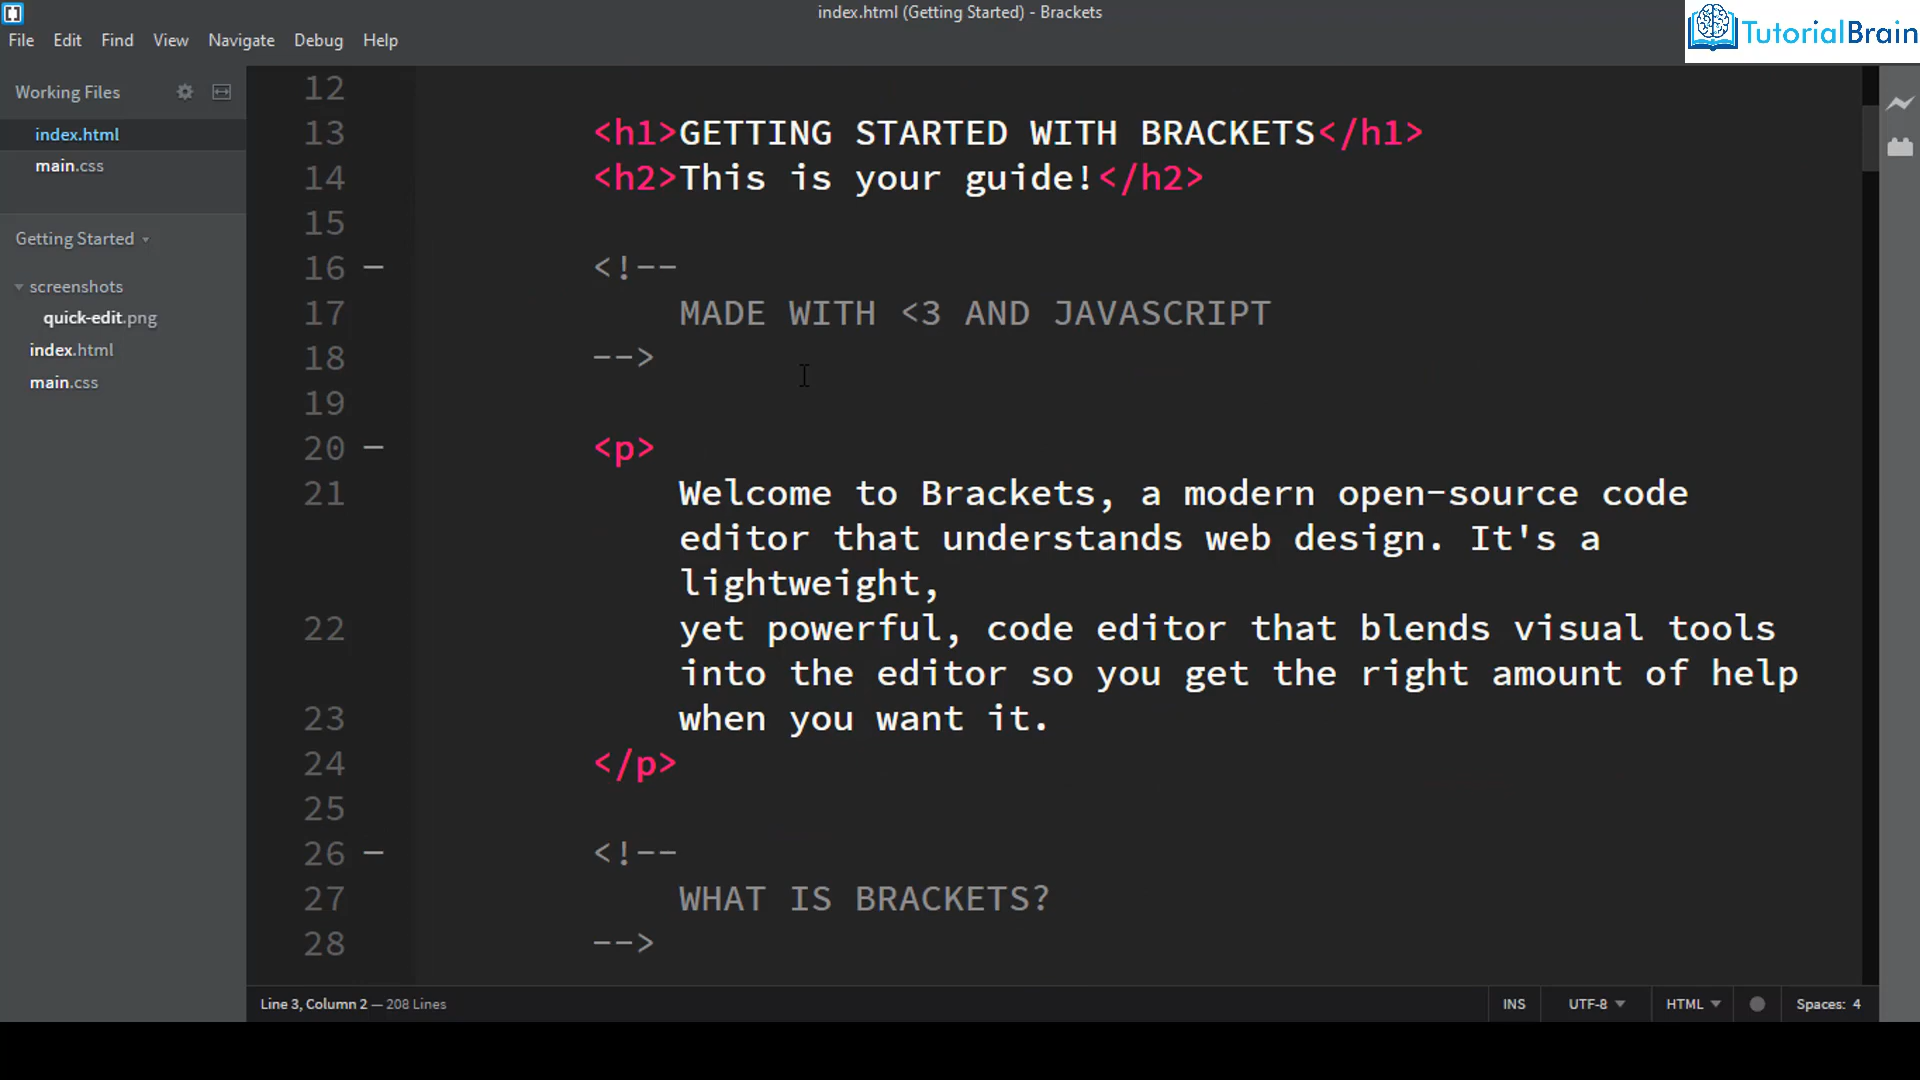 index.html (Getting Started) - Brackets
TutorialBrain
File Edit Find View Navigate Debug Help
Working Files
index.html
main.css
Getting Started
screenshots
quick-edit.png
index.html
main.css
12
13 <h1>GETTING STARTED WITH BRACKETS</h1>
14 <h2>This is your guide!</h2>
15
16 <!--
17 MADE WITH <3 AND JAVASCRIPT
18 -->
19
20 <p>
21 Welcome to Brackets, a modern open-source code
editor that understands web design. It's a
lightweight,
22 yet powerful, code editor that blends visual tools
into the editor so you get the right amount of help
23 when you want it.
24 </p>
25
26 <!--
27 WHAT IS BRACKETS?
28 -->
Line 3, Column 2 — 208 Lines
INS UTF-8 HTML Spaces: 4